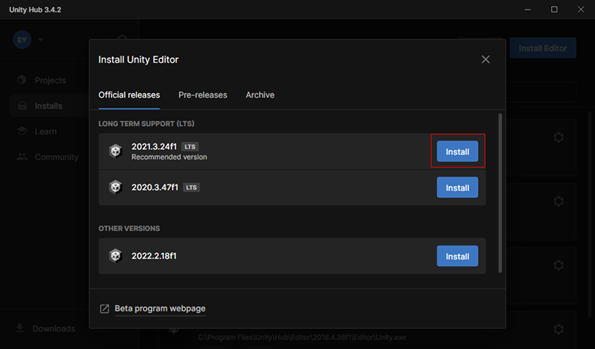 Unity Hub 3.4.2
EY
Install Editor
Projects
Installs
Learn
Community
Downloads
Install Unity Editor
Official releases Pre-releases Archive
LONG TERM SUPPORT (LTS)
2021.3.24f1 LTS
Recommended version
Install
2020.3.47f1 LTS
Install
OTHER VERSIONS
2022.2.18f1
Install
Beta program webpage
C:\Program Files\Unity\Hub\Editor\2018.4.36f1\Editor\Unity.exe